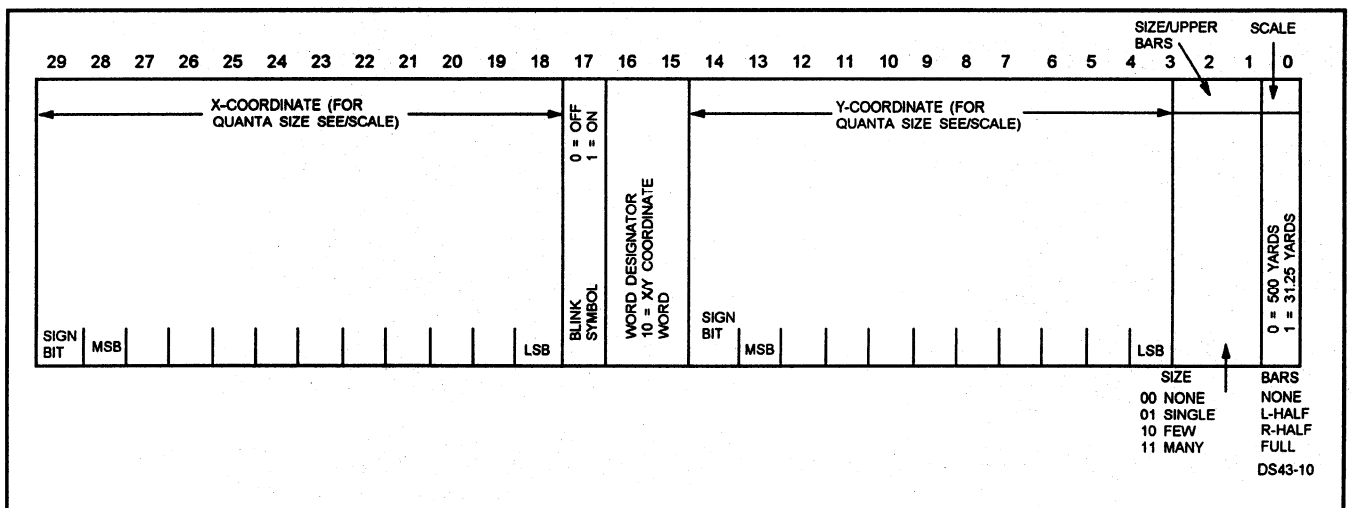 SIZE/UPPER
BARS
SCALE
29 28 27 26 25 24 23 22 21 20 19 18 17 16 15 14 13 12 11 10 9 8 7 6 5 4 3 2 1 0
X-COORDINATE (FOR
QUANTA SIZE SEE/SCALE)
0 = OFF
1 = ON
Y-COORDINATE (FOR
QUANTA SIZE SEE/SCALE)
BLINK
SYMBOL
WORD DESIGNATOR
10 = X/Y COORDINATE
WORD
0 = 500 YARDS
1 = 31.25 YARDS
SIGN
BIT
MSB
LSB
SIGN
BIT
MSB
LSB
SIZE BARS
00 NONE NONE
01 SINGLE L-HALF
10 FEW R-HALF
11 MANY FULL
DS43-10